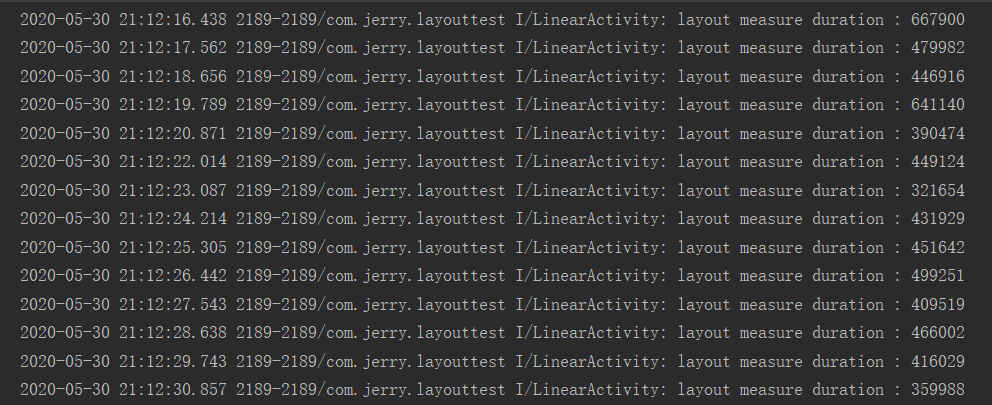 2020-05-30 21:12:16.438 2189-2189/com.jerry.layouttest I/LinearActivity: layout measure duration : 667900
2020-05-30 21:12:17.562 2189-2189/com.jerry.layouttest I/LinearActivity: layout measure duration : 479982
2020-05-30 21:12:18.656 2189-2189/com.jerry.layouttest I/LinearActivity: layout measure duration : 446916
2020-05-30 21:12:19.789 2189-2189/com.jerry.layouttest I/LinearActivity: layout measure duration : 641140
2020-05-30 21:12:20.871 2189-2189/com.jerry.layouttest I/LinearActivity: layout measure duration : 390474
2020-05-30 21:12:22.014 2189-2189/com.jerry.layouttest I/LinearActivity: layout measure duration : 449124
2020-05-30 21:12:23.087 2189-2189/com.jerry.layouttest I/LinearActivity: layout measure duration : 321654
2020-05-30 21:12:24.214 2189-2189/com.jerry.layouttest I/LinearActivity: layout measure duration : 431929
2020-05-30 21:12:25.305 2189-2189/com.jerry.layouttest I/LinearActivity: layout measure duration : 451642
2020-05-30 21:12:26.442 2189-2189/com.jerry.layouttest I/LinearActivity: layout measure duration : 499251
2020-05-30 21:12:27.543 2189-2189/com.jerry.layouttest I/LinearActivity: layout measure duration : 409519
2020-05-30 21:12:28.638 2189-2189/com.jerry.layouttest I/LinearActivity: layout measure duration : 466002
2020-05-30 21:12:29.743 2189-2189/com.jerry.layouttest I/LinearActivity: layout measure duration : 416029
2020-05-30 21:12:30.857 2189-2189/com.jerry.layouttest I/LinearActivity: layout measure duration : 359988